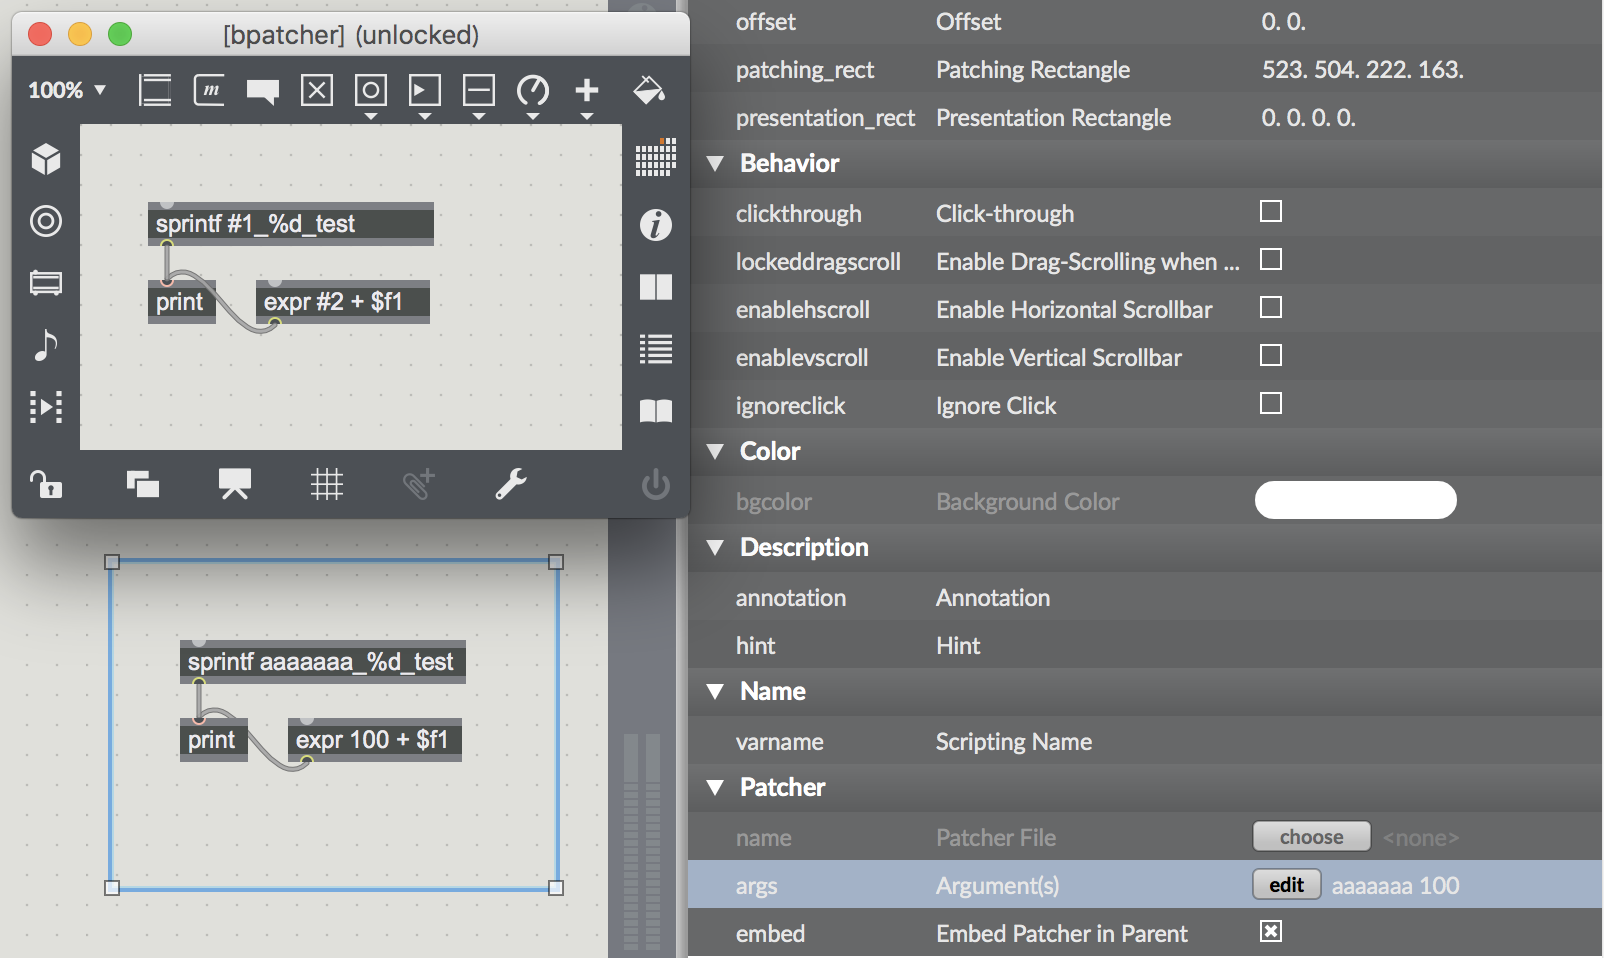 [bpatcher] (unlocked)
100%
m
sprintf #1_%d_test
print
expr #2 + $f1
i
sprintf aaaaaaa_%d_test
print
expr 100 + $f1
offset Offset 0. 0.
patching_rect Patching Rectangle 523. 504. 222. 163.
presentation_rect Presentation Rectangle 0. 0. 0. 0.
Behavior
clickthrough Click-through
lockeddragscroll Enable Drag-Scrolling when ...
enablehscroll Enable Horizontal Scrollbar
enablevscroll Enable Vertical Scrollbar
ignoreclick Ignore Click
Color
bgcolor Background Color
Description
annotation Annotation
hint Hint
Name
varname Scripting Name
Patcher
name Patcher File choose <none>
args Argument(s) edit aaaaaaa 100
embed Embed Patcher in Parent